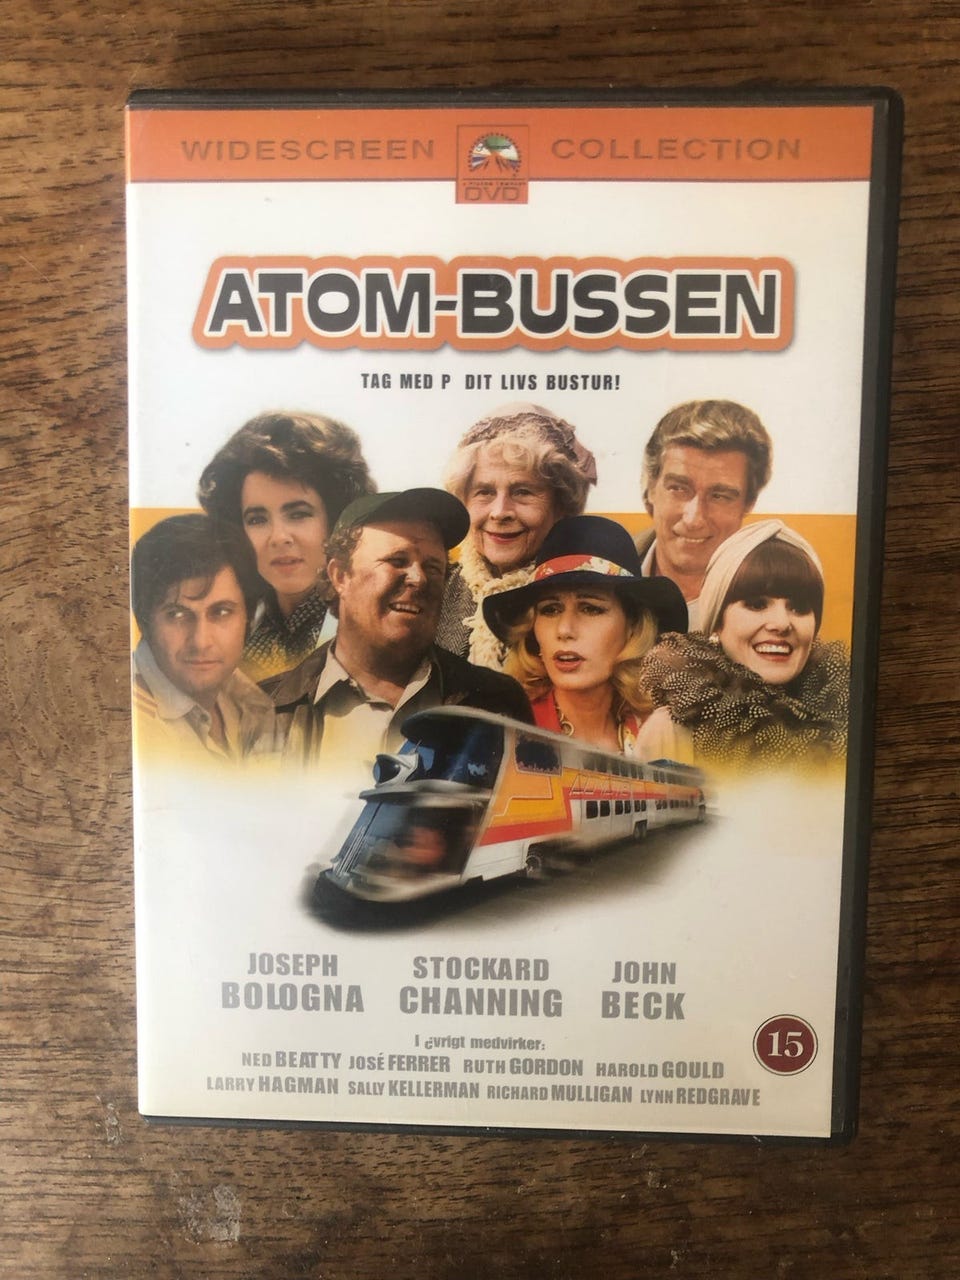 WIDESCREEN COLLECTION
DVD
ATOM-BUSSEN
TAG MED P DIT LIVS BUSTUR!
JOSEPH BOLOGNA
STOCKARD CHANNING
JOHN BECK
I ¿vrigt medvirker:
NED BEATTY JOSÉ FERRER RUTH GORDON HAROLD GOULD
LARRY HAGMAN SALLY KELLERMAN RICHARD MULLIGAN LYNN REDGRAVE
15